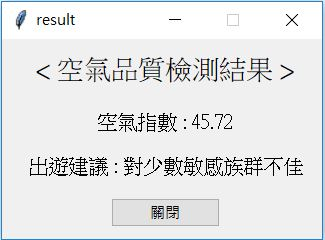 result
< 空氣品質檢測結果 >
空氣指數 : 45.72
出遊建議 : 對少數敏感族群不佳
關閉